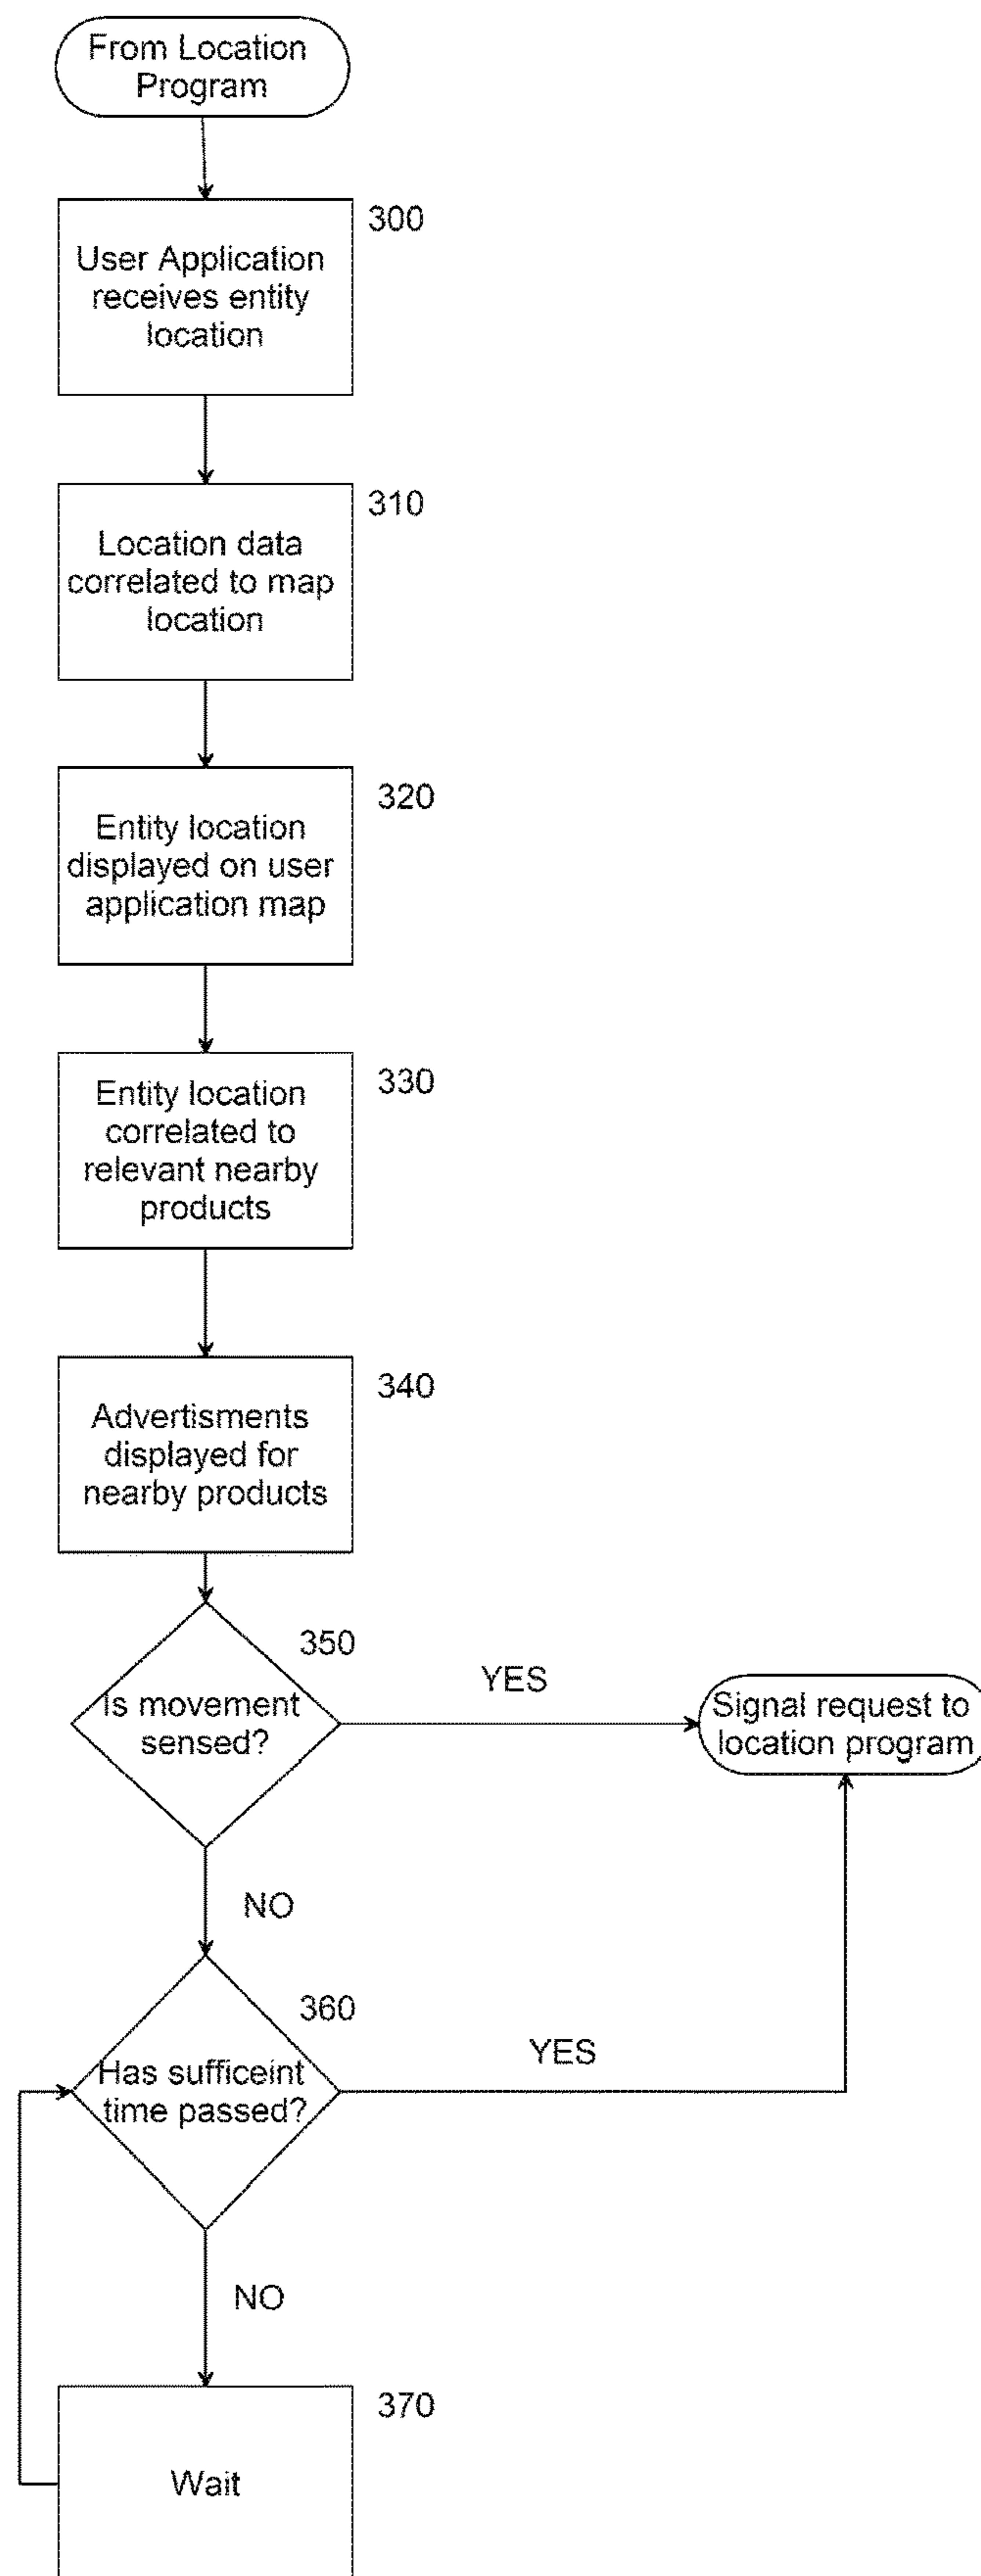 From Location
Program
300
User Application
receives entity
location
310
Location data
correlated to map
location
320
Entity location
displayed on user
application map
330
Entity location
correlated to
relevant nearby
products
340
Advertisments
displayed for
nearby products
350
Is movement
sensed?
YES
Signal request to
location program
NO
360
Has sufficeint
time passed?
YES
NO
370
Wait